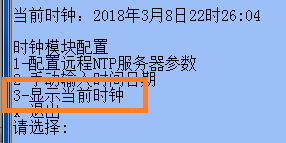 当前时钟：2018年3月8日22时26:04
时钟模块配置
1-配置远程NTP服务器参数
2-手动输入时间日期
3-显示当前时钟
x-退出
请选择: